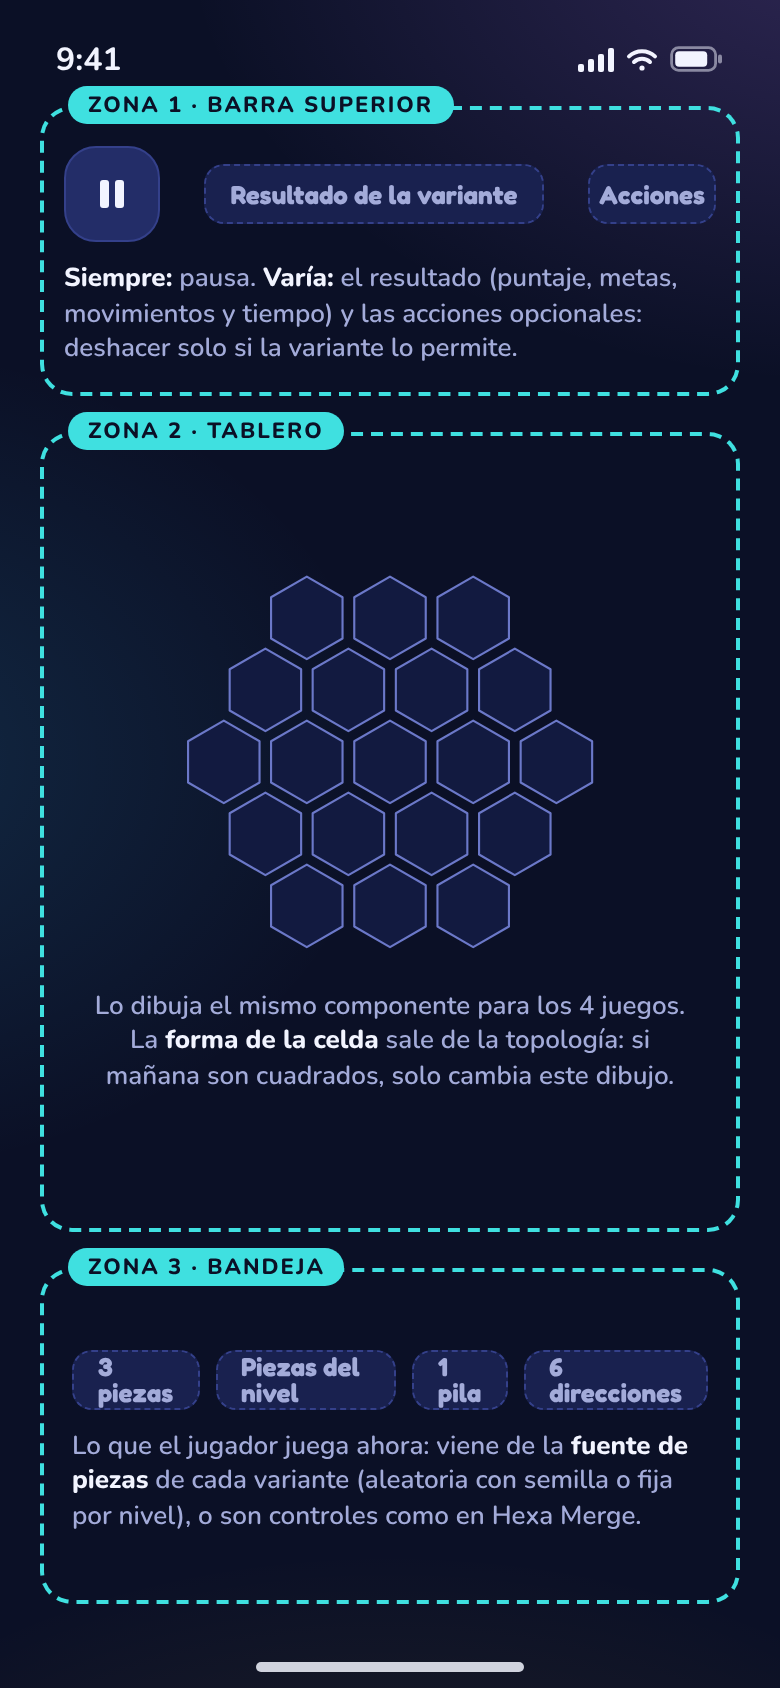 9:41
ZONA 1 · BARRA SUPERIOR
Resultado de la variante
Acciones
Siempre: pausa. Varía: el resultado (puntaje, metas,
movimientos y tiempo) y las acciones opcionales:
deshacer solo si la variante lo permite.
ZONA 2 · TABLERO
Lo dibuja el mismo componente para los 4 juegos.
La forma de la celda sale de la topología: si
mañana son cuadrados, solo cambia este dibujo.
ZONA 3 · BANDEJA
3
piezas
Piezas del
nivel
1
pila
6
direcciones
Lo que el jugador juega ahora: viene de la fuente de
piezas de cada variante (aleatoria con semilla o fija
por nivel), o son controles como en Hexa Merge.